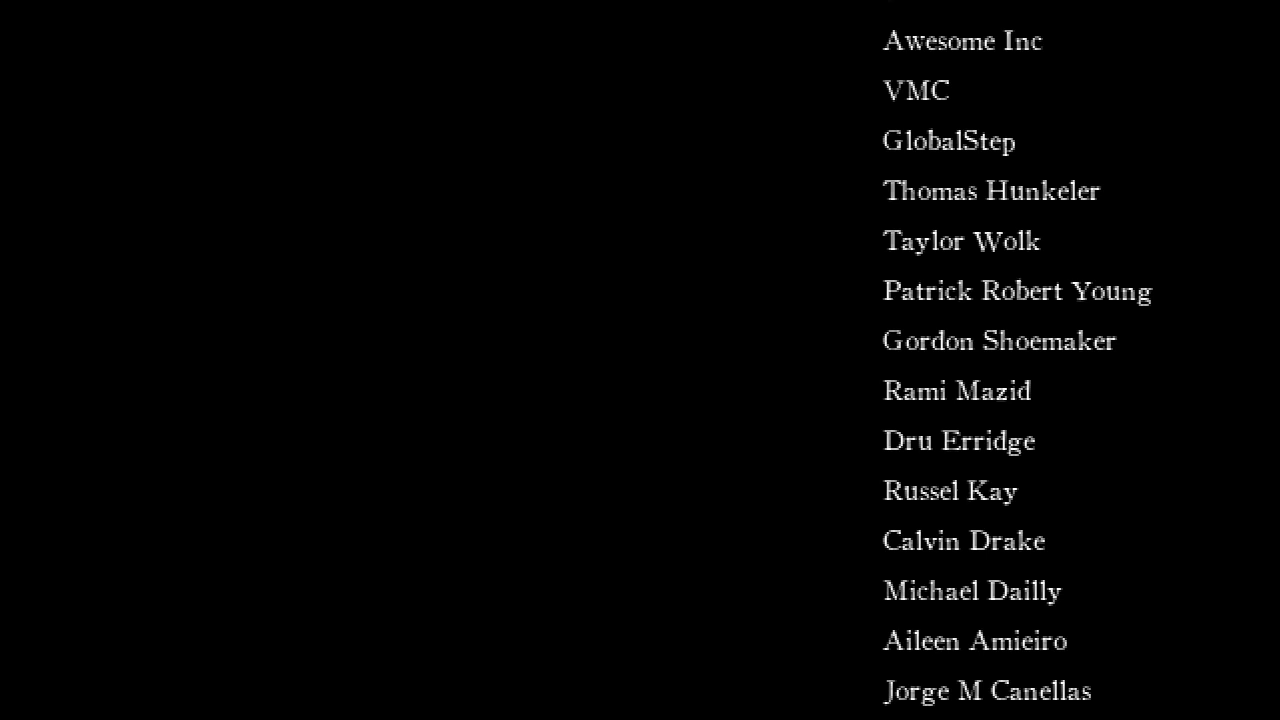 Awesome Inc
VMC
GlobalStep
Thomas Hunkeler
Taylor Wolk
Patrick Robert Young
Gordon Shoemaker
Rami Mazid
Dru Erridge
Russel Kay
Calvin Drake
Michael Dailly
Aileen Amieiro
Jorge M Canellas